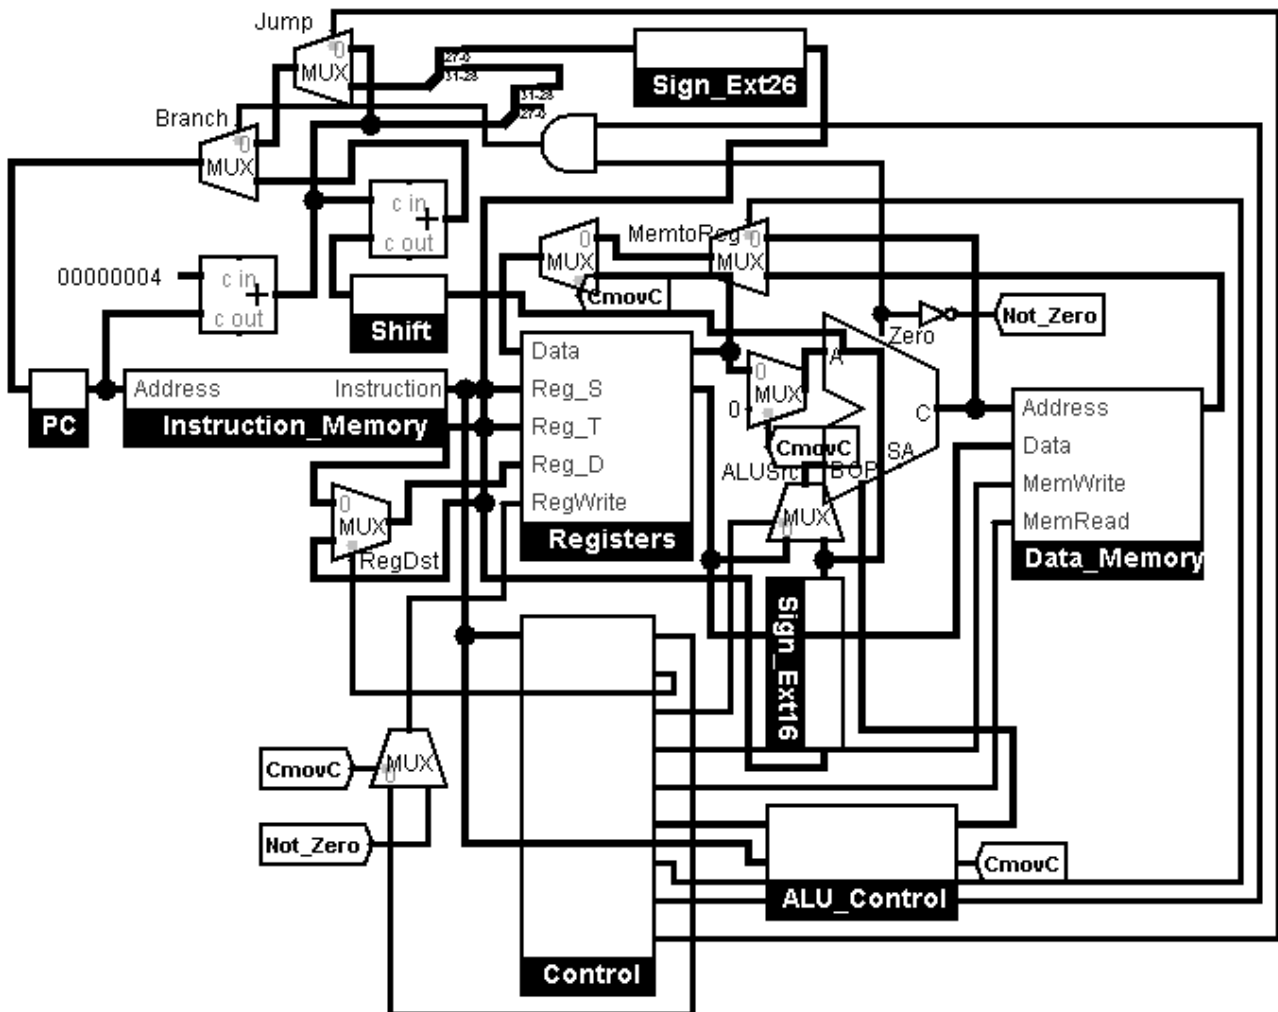 Jump
0
MUX
27-0
31-28
Sign_Ext26
31-28
27-0
Branch
0
MUX
c in
+
c out
MemtoReg
0
MUX
0
MUX
CmovC
00000004
c in
+
c out
Shift
Zero
Not_Zero
Data
Reg_S
Reg_T
Reg_D
RegWrite
Registers
0
MUX
0
A
C
SA
B
OP
CmovC
ALUSrc
MUX
0
PC
Address
Instruction
Instruction_Memory
Address
Data
MemWrite
MemRead
Data_Memory
0
MUX
RegDst
Sign_Ext16
CmovC
MUX
0
Not_Zero
CmovC
ALU_Control
Control